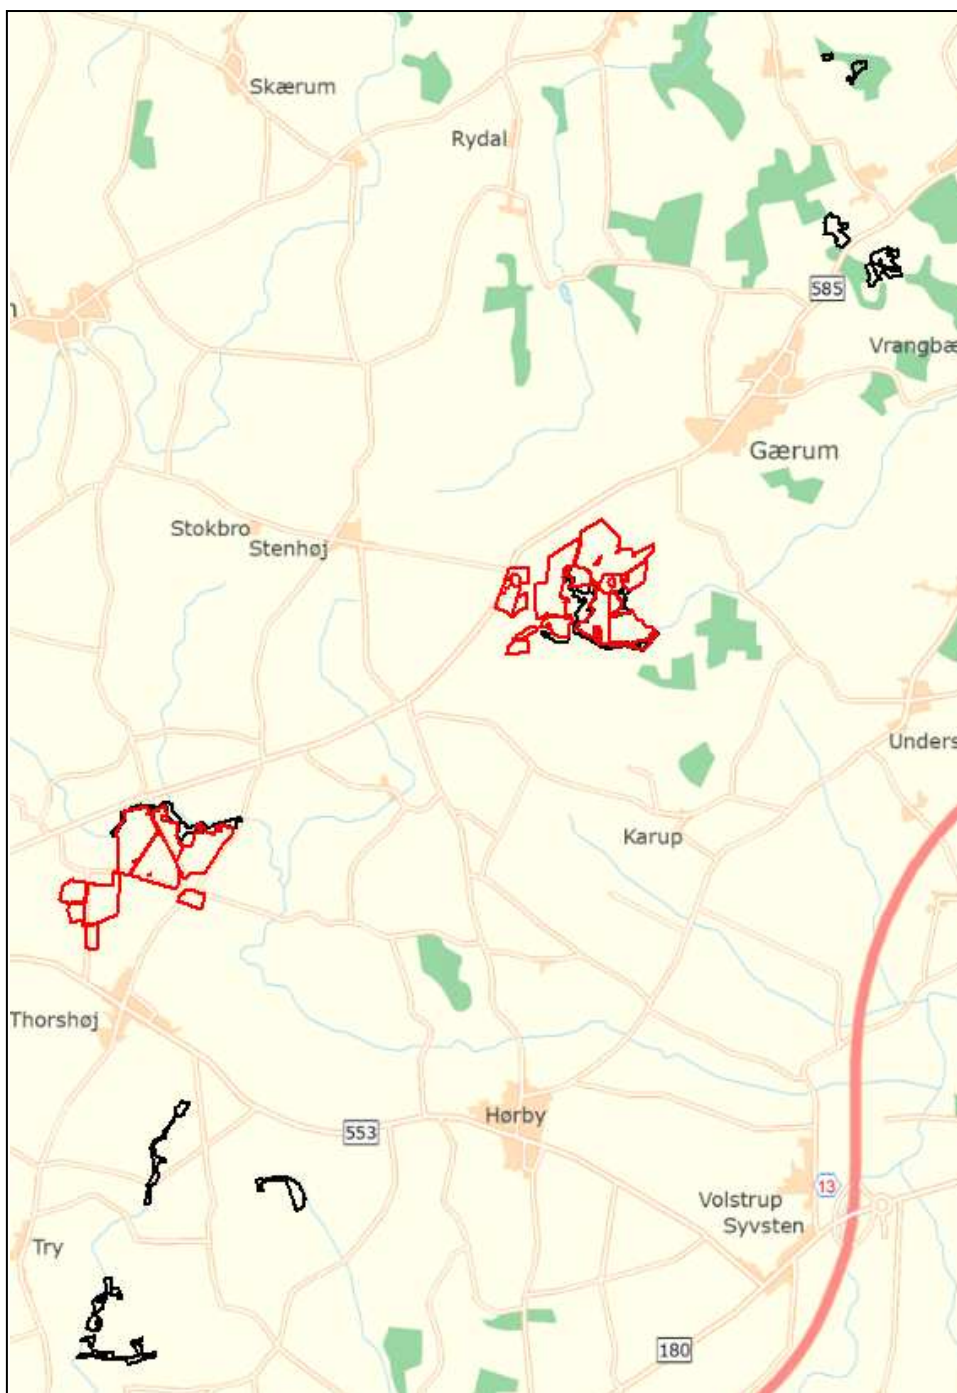 Skærum
Rydal
585
Vrangbæ
Gærum
Stokbro
Stenhøj
Unders
Karup
Thorshøj
Hørby
553
13
Volstrup
Syvsten
Try
180